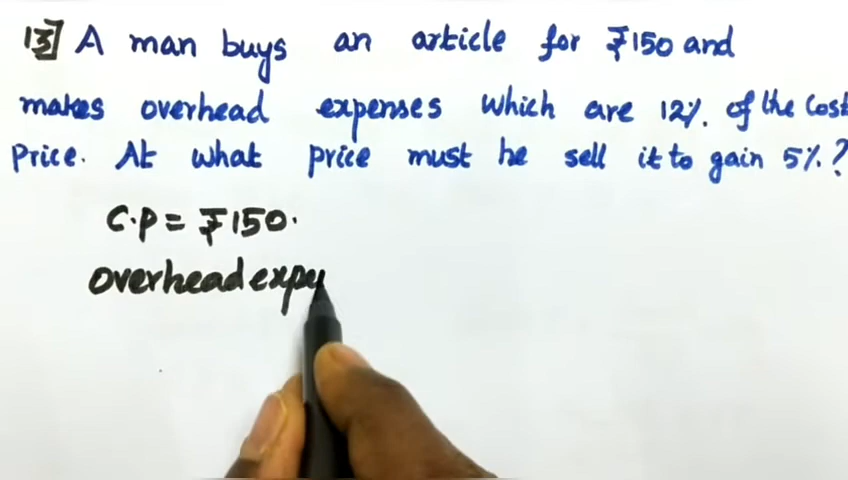 13] A man buys an article for ₹150 and
makes overhead expenses which are 12%. of the Cost
Price. At what price must he sell it to gain 5%.?
C.P = ₹150.
Overhead expe